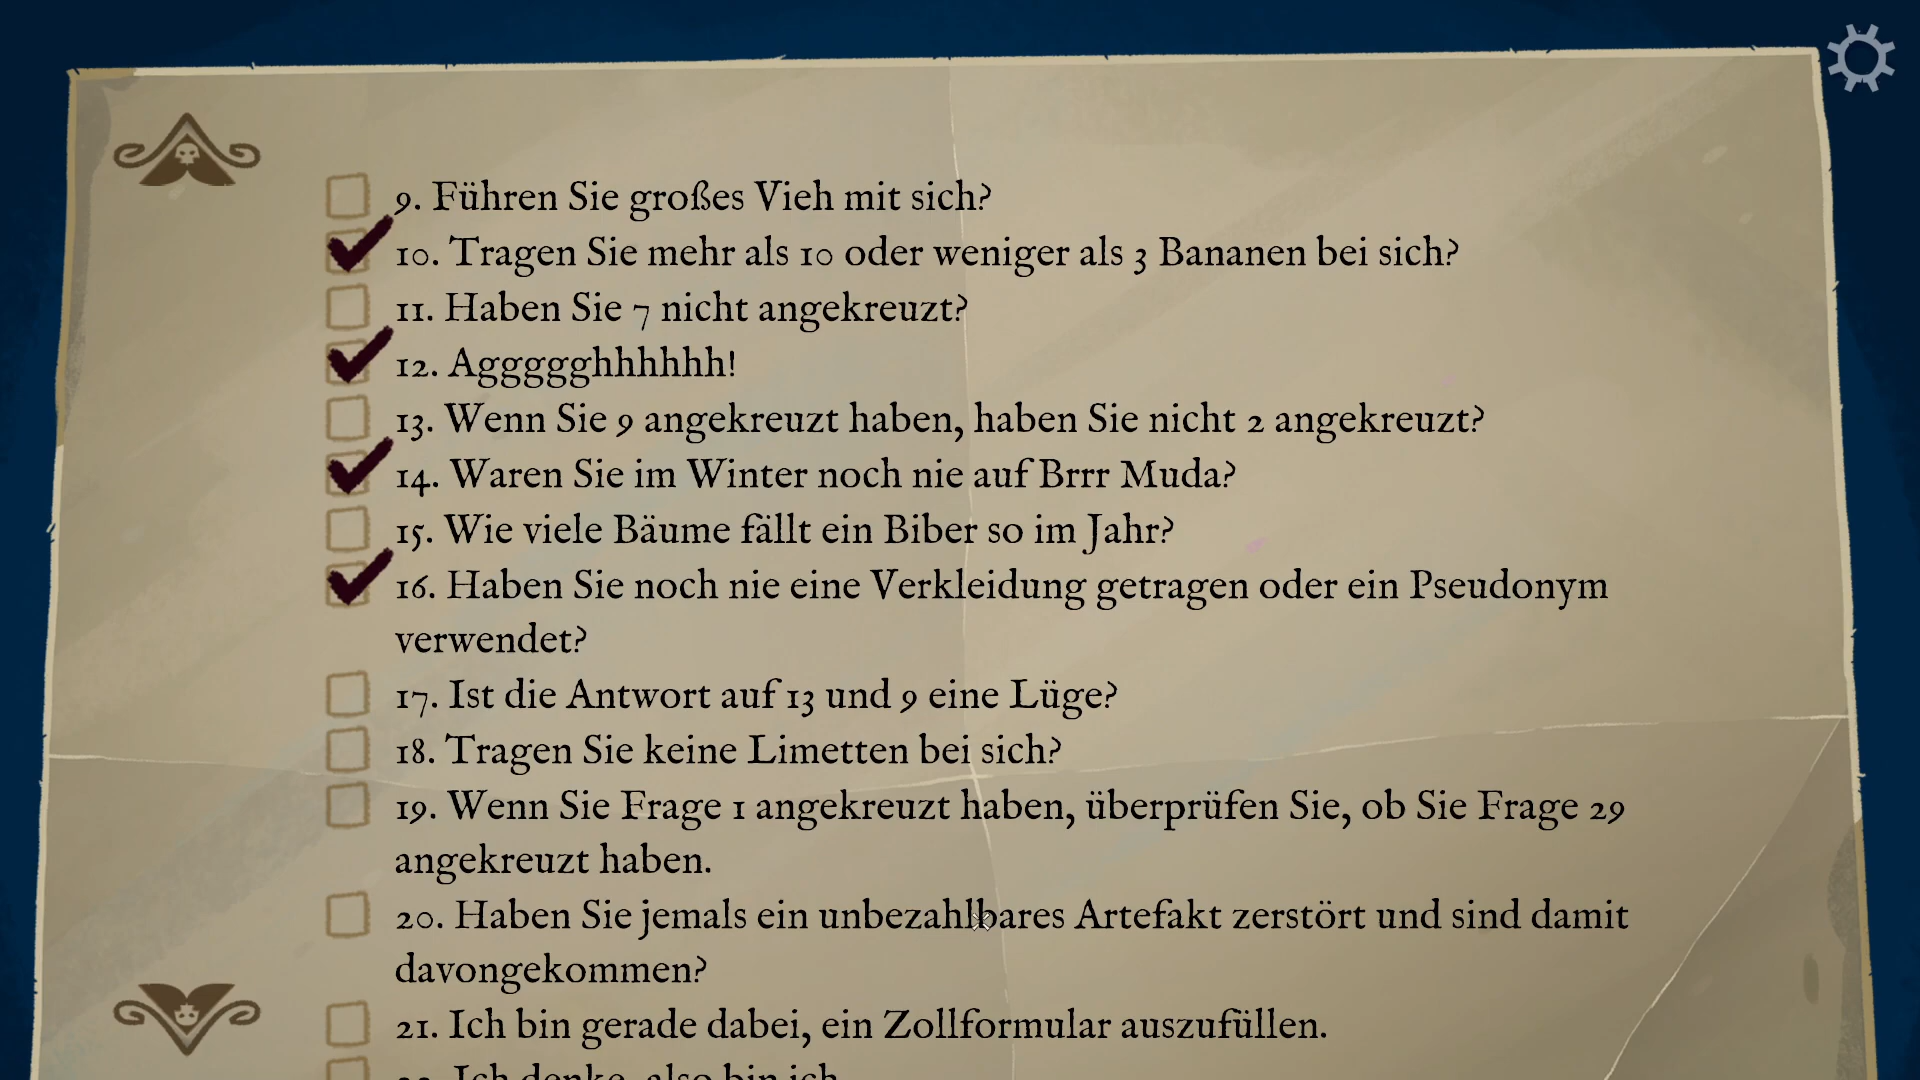 9. Führen Sie großes Vieh mit sich?
10. Tragen Sie mehr als 10 oder weniger als 3 Bananen bei sich?
11. Haben Sie 7 nicht angekreuzt?
12. Aggggghhhhhh!
13. Wenn Sie 9 angekreuzt haben, haben Sie nicht 2 angekreuzt?
14. Waren Sie im Winter noch nie auf Brrr Muda?
15. Wie viele Bäume fällt ein Biber so im Jahr?
16. Haben Sie noch nie eine Verkleidung getragen oder ein Pseudonym
verwendet?
17. Ist die Antwort auf 13 und 9 eine Lüge?
18. Tragen Sie keine Limetten bei sich?
19. Wenn Sie Frage 1 angekreuzt haben, überprüfen Sie, ob Sie Frage 29
angekreuzt haben.
20. Haben Sie jemals ein unbezahlbares Artefakt zerstört und sind damit
davongekommen?
21. Ich bin gerade dabei, ein Zollformular auszufüllen.
22. Ich denke, also bin ich.